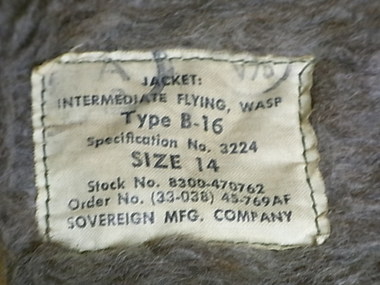 JACKET:
INTERMEDIATE FLYING, WASP
Type B-16
Specification No. 3224
SIZE 14
Stock No. 8300-470762
Order No. (33-038) 45-769AF
SOVEREIGN MFG. COMPANY